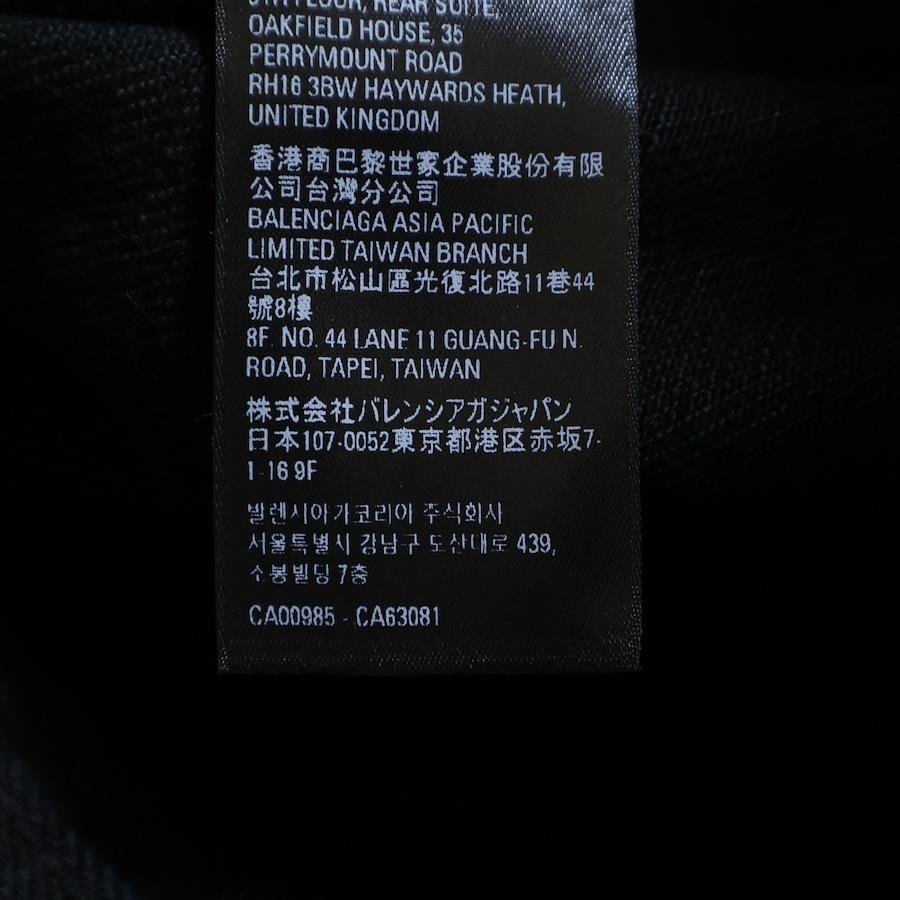 FLOOR, REAR SUITE,
OAKFIELD HOUSE, 35
PERRYMOUNT ROAD
RH16 3BW HAYWARDS HEATH,
UNITED KINGDOM
香港商巴黎世家企業股份有限
公司台灣分公司
BALENCIAGA ASIA PACIFIC
LIMITED TAIWAN BRANCH
台北市松山區光復北路11巷44
號8樓
8F. NO. 44 LANE 11 GUANG-FU N.
ROAD, TAPEI, TAIWAN
株式会社バレンシアガジャパン
日本107-0052東京都港区赤坂7-
1-16 9F
발렌시아가코리아 주식회사
서울특별시 강남구 도산대로 439,
소봉빌딩 7층
CA00985 - CA63081